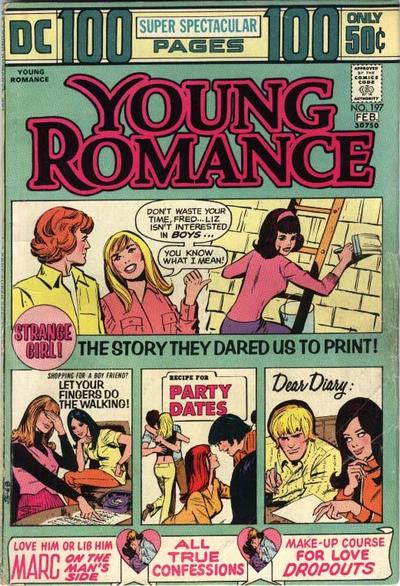 DC 100 SUPER SPECTACULAR PAGES 100 ONLY 50¢
YOUNG
ROMANCE
APPROVED
BY THE
COMICS
CODE
AUTHORITY
NO. 197
FEB.
30750
YOUNG
ROMANCE
DON'T WASTE YOUR
TIME, FRED... LIZ
ISN'T INTERESTED
IN BOYS...
YOU KNOW
WHAT I MEAN!
STRANGE
GIRL!
THE STORY THEY DARED US TO PRINT!
SHOPPING FOR A BOY FRIEND?
LET YOUR
FINGERS DO
THE WALKING!
RECIPE FOR
PARTY
DATES
Dear Diary:
LOVE HIM OR LIB HIM
MARC ON THE
MAN'S
SIDE
ALL
TRUE
CONFESSIONS
MAKE-UP COURSE
FOR LOVE
DROPOUTS